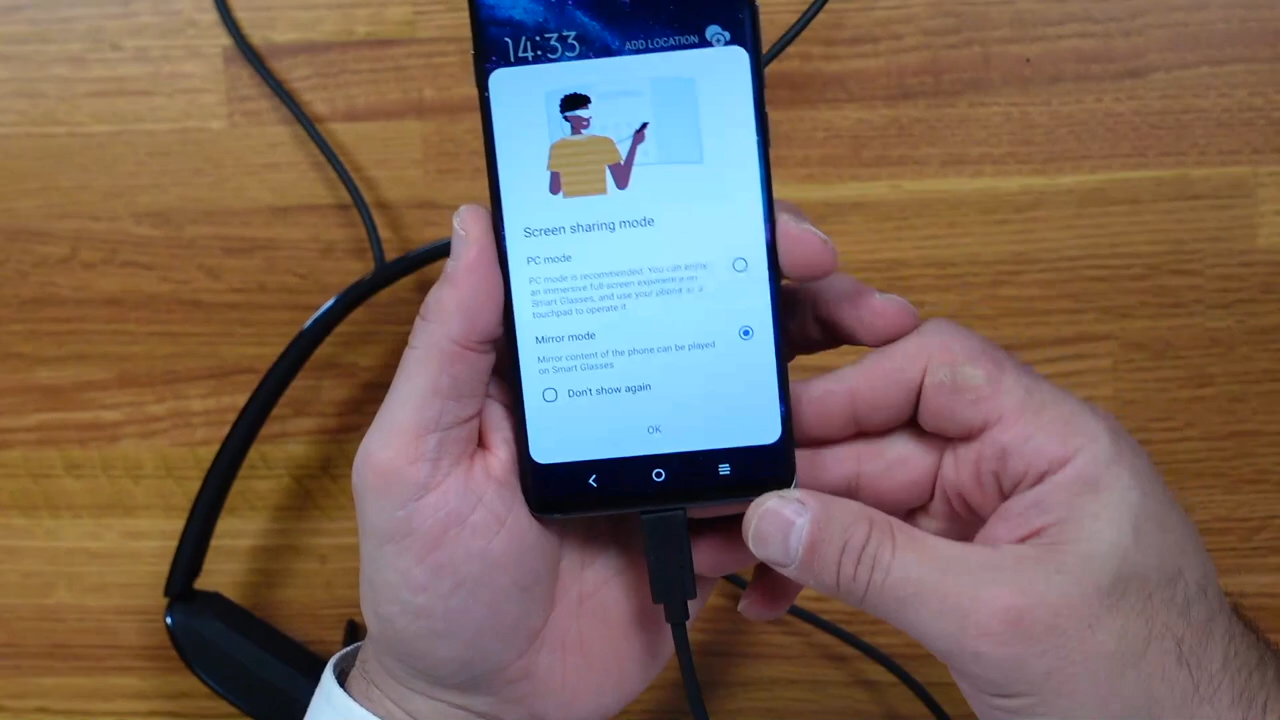 14:33
ADD LOCATION
Screen sharing mode
PC mode
PC mode is recommended. You can enjoy
an immersive full-screen experience on
Smart Glasses, and use your phone as a
touchpad to operate it
Mirror mode
Mirror content of the phone can be played
on Smart Glasses
Don't show again
OK